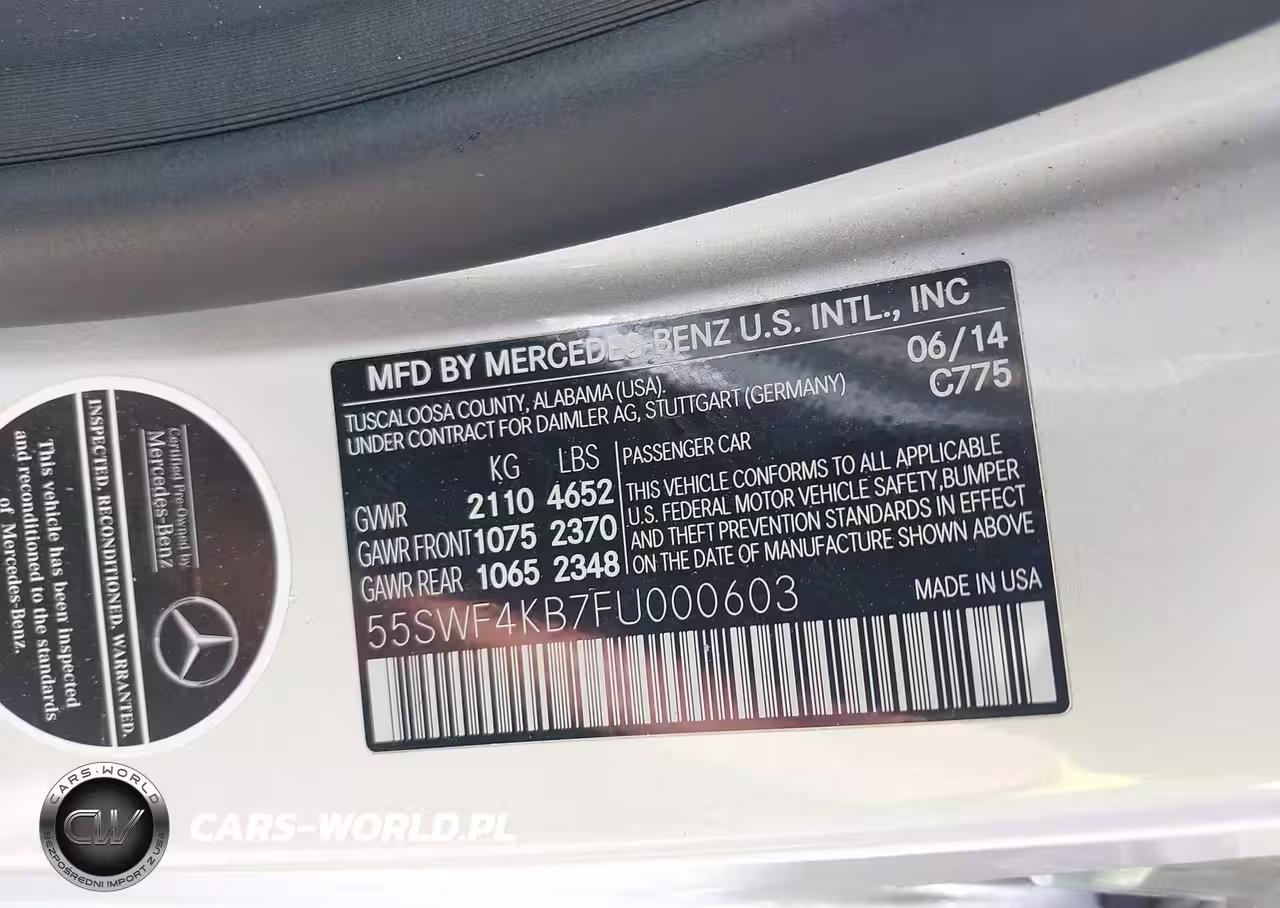 MFD BY MERCEDES-BENZ U.S. INTL., INC
06/14
TUSCALOOSA COUNTY, ALABAMA (USA).
C775
UNDER CONTRACT FOR DAIMLER AG, STUTTGART (GERMANY)
KG LBS
PASSENGER CAR
GVWR 2110 4652
GAWR FRONT 1075 2370
GAWR REAR 1065 2348
THIS VEHICLE CONFORMS TO ALL APPLICABLE
U.S. FEDERAL MOTOR VEHICLE SAFETY, BUMPER
AND THEFT PREVENTION STANDARDS IN EFFECT
ON THE DATE OF MANUFACTURE SHOWN ABOVE
55SWF4KB7FU000603
MADE IN USA
Certified Pre-Owned by
Mercedes-Benz
INSPECTED. RECONDITIONED. WARRANTED.
This vehicle has been inspected
and reconditioned to the standards
of Mercedes-Benz.
CARS-WORLD
CW
BEZPOŚREDNI IMPORT Z USA
CARS-WORLD.PL